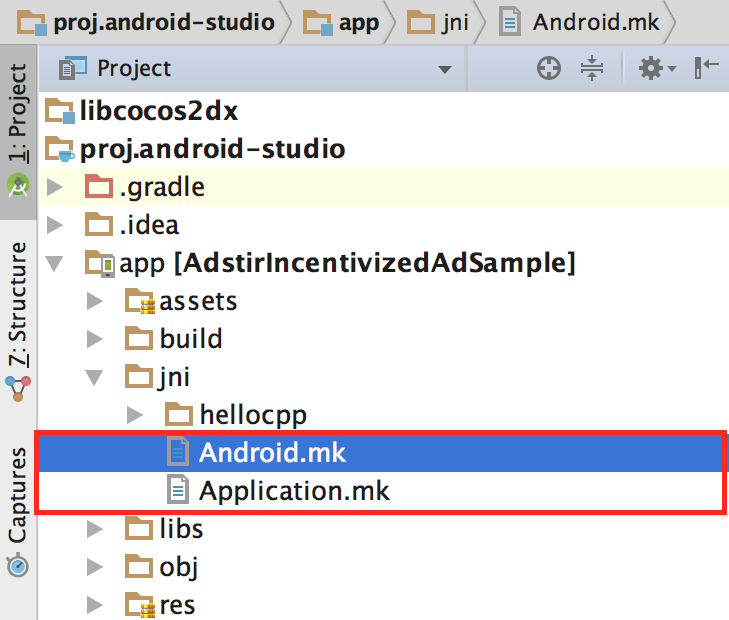 proj.android-studio app jni Android.mk
Project
1: Project
7: Structure
Captures
libcocos2dx
proj.android-studio
.gradle
.idea
app [AdstirIncentivizedAdSample]
assets
build
jni
hellocpp
Android.mk
Application.mk
libs
obj
res